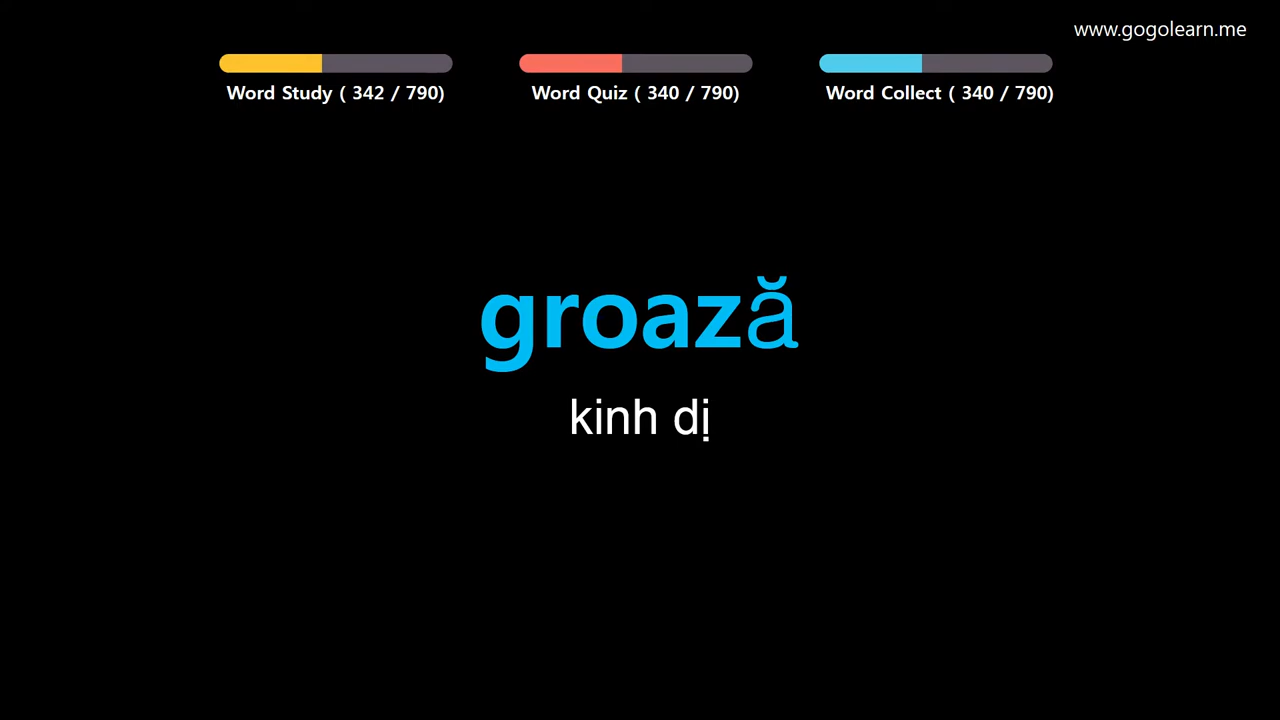 www.gogolearn.me
Word Study ( 342 / 790)
Word Quiz ( 340 / 790)
Word Collect ( 340 / 790)
groază
kinh dị